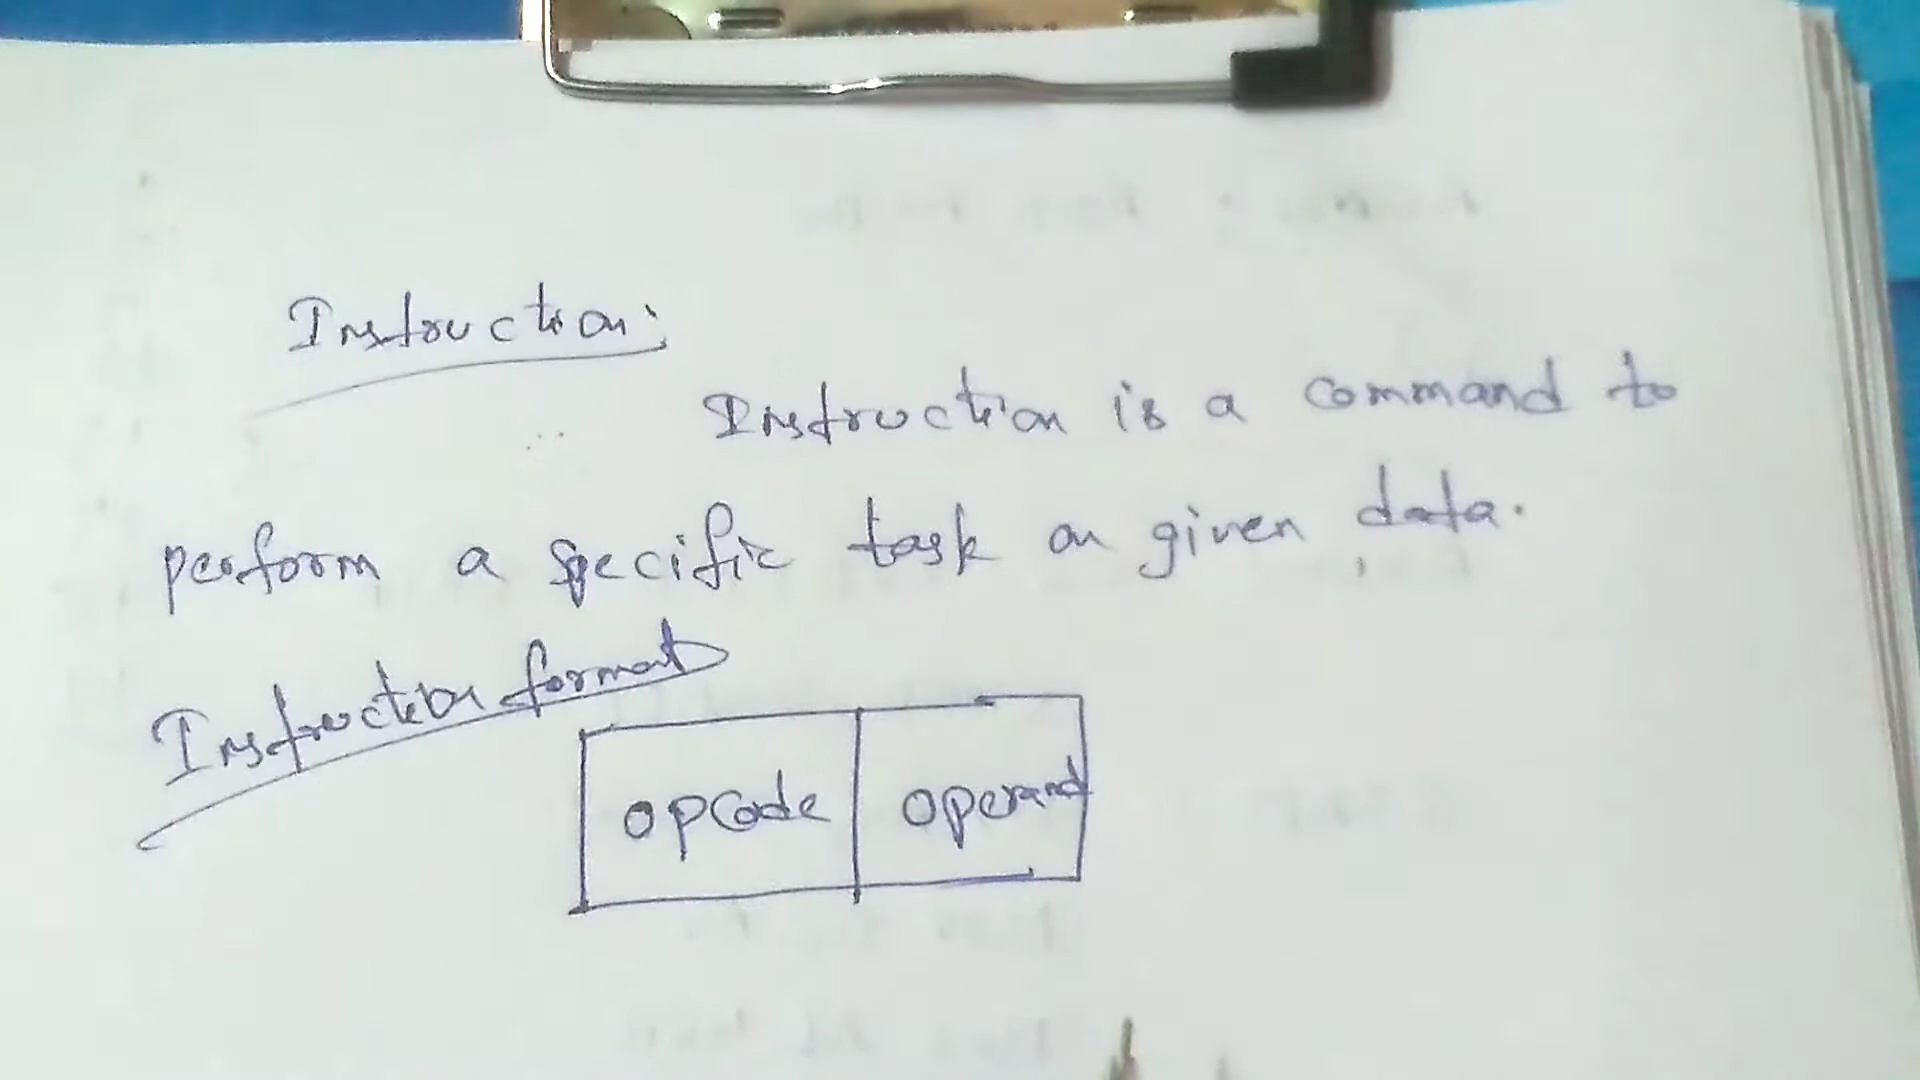 Instruction:
Instruction is a command to
perform a specific task on given data.
Instruction format
opcode operand